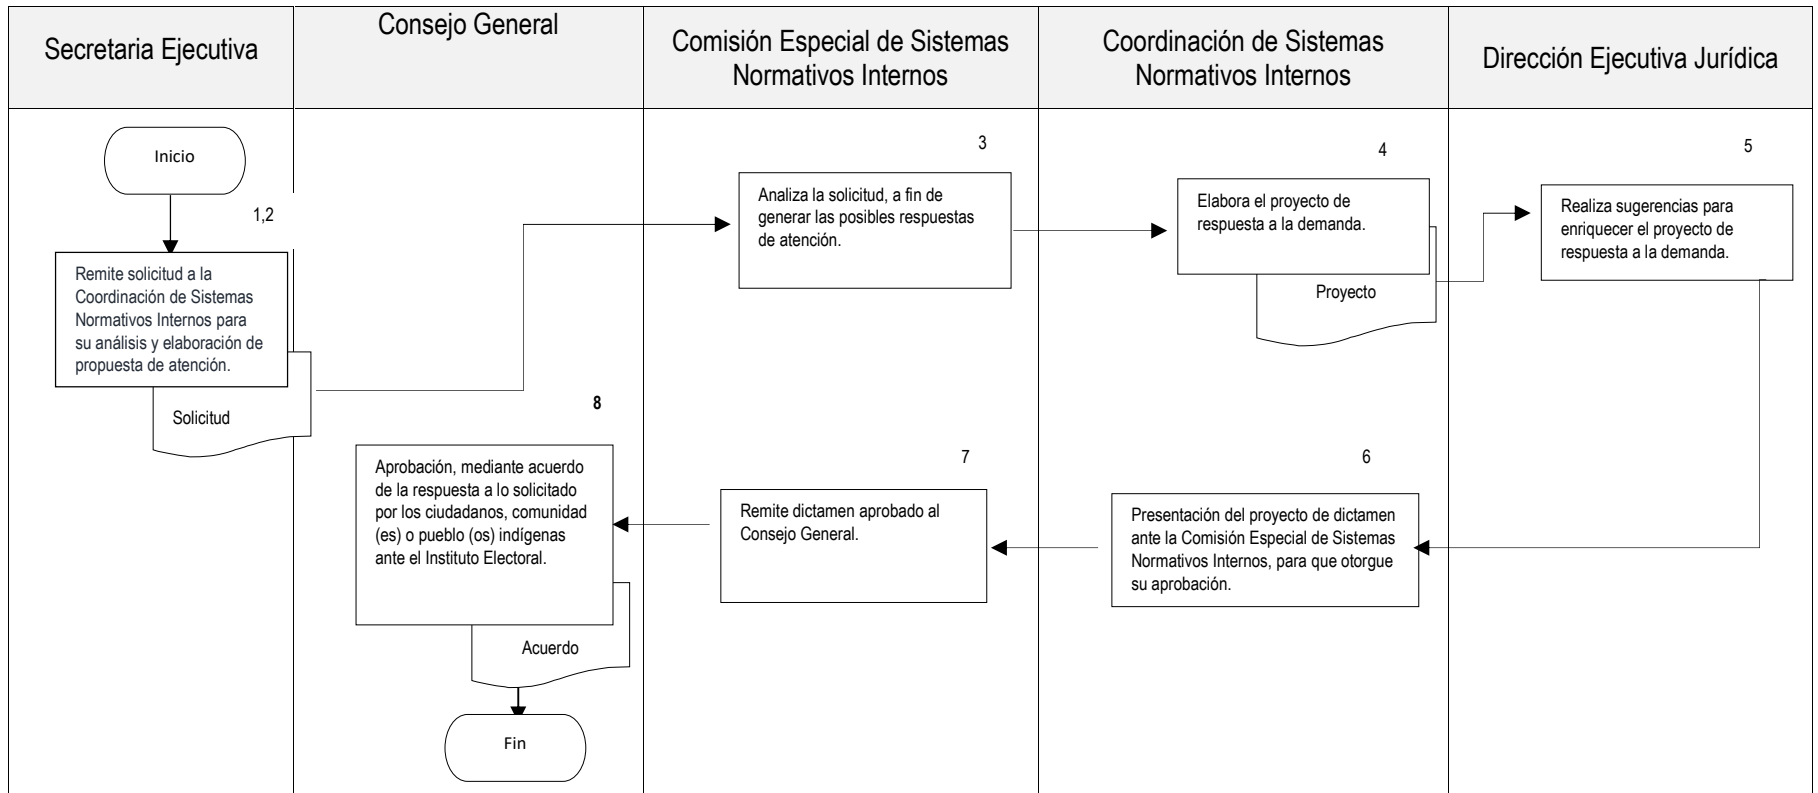 Secretaria Ejecutiva
Consejo General
Comisión Especial de Sistemas
Normativos Internos
Coordinación de Sistemas
Normativos Internos
Dirección Ejecutiva Jurídica
Inicio
1,2
Remite solicitud a la
Coordinación de Sistemas
Normativos Internos para
su análisis y elaboración de
propuesta de atención.
Solicitud
3
Analiza la solicitud, a fin de
generar las posibles respuestas
de atención.
4
Elabora el proyecto de
respuesta a la demanda.
Proyecto
5
Realiza sugerencias para
enriquecer el proyecto de
respuesta a la demanda.
6
Presentación del proyecto de dictamen
ante la Comisión Especial de Sistemas
Normativos Internos, para que otorgue
su aprobación.
7
Remite dictamen aprobado al
Consejo General.
8
Aprobación, mediante acuerdo
de la respuesta a lo solicitado
por los ciudadanos, comunidad
(es) o pueblo (os) indígenas
ante el Instituto Electoral.
Acuerdo
Fin